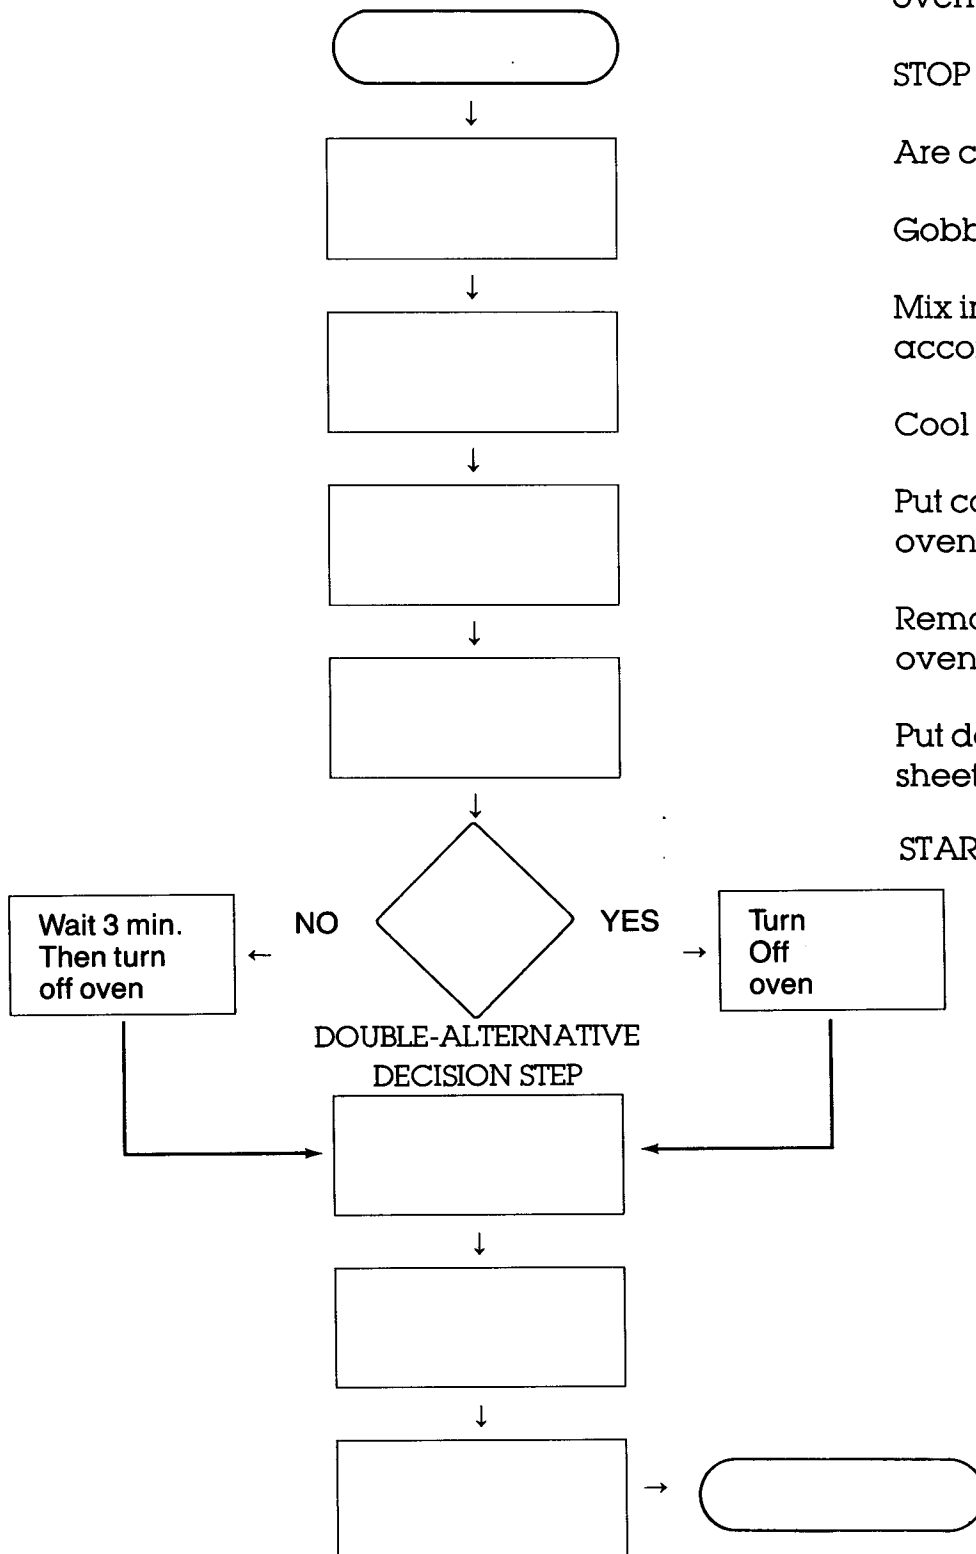 oven
STOP
Are c
Gobb
Mix in
acco
Cool
Put co
oven
Remo
oven
Put do
sheet
STAR
NO
YES
Wait 3 min.
Then turn
off oven
Turn
Off
oven
DOUBLE-ALTERNATIVE
DECISION STEP